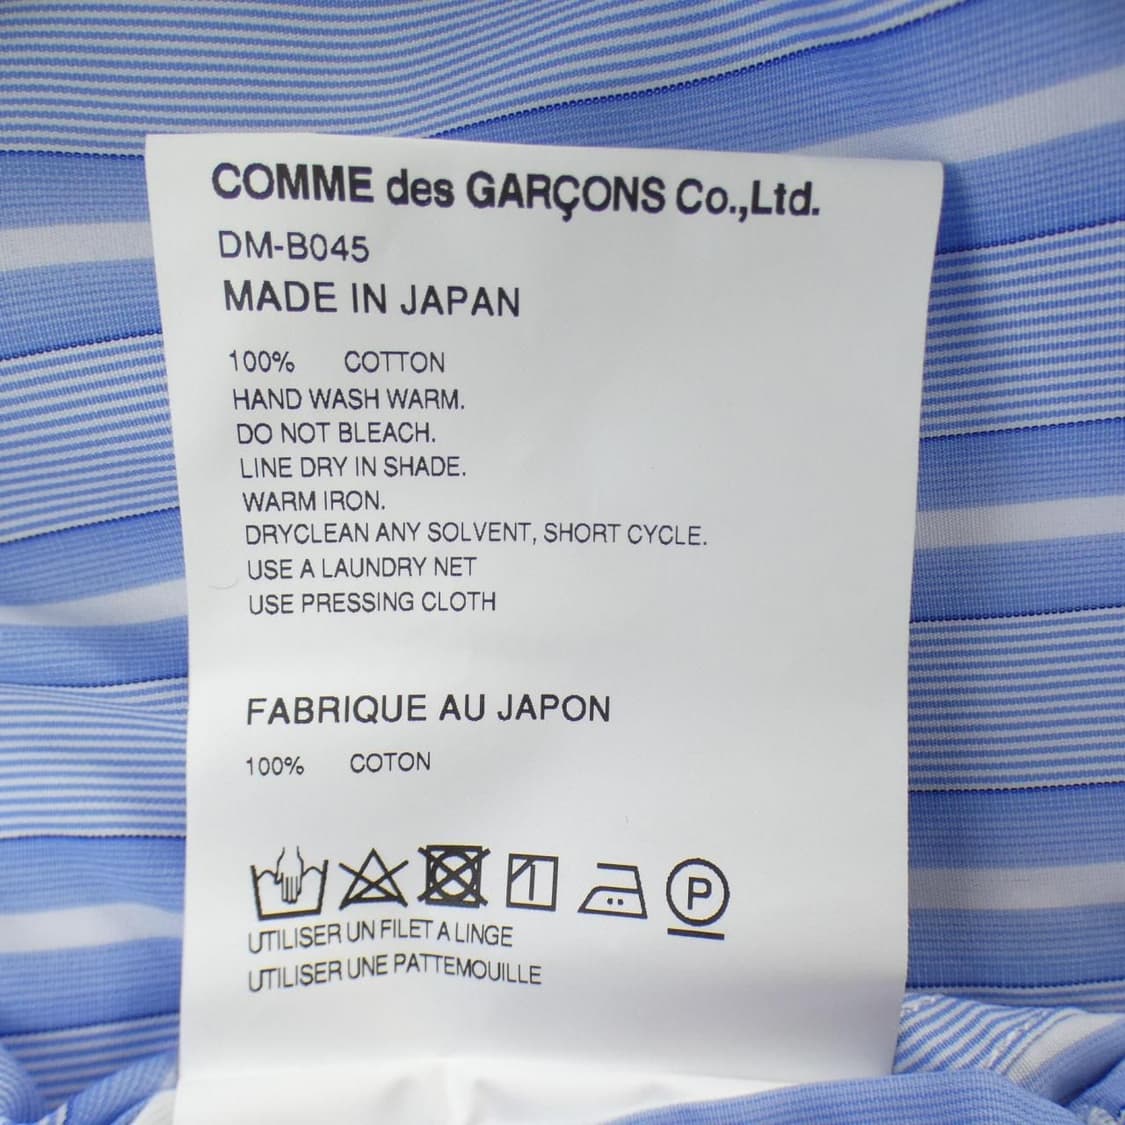 COMME des GARÇONS Co.,Ltd.
DM-B045
MADE IN JAPAN
100% COTTON
HAND WASH WARM.
DO NOT BLEACH.
LINE DRY IN SHADE.
WARM IRON.
DRYCLEAN ANY SOLVENT, SHORT CYCLE.
USE A LAUNDRY NET
USE PRESSING CLOTH
FABRIQUE AU JAPON
100% COTON
P
UTILISER UN FILET A LINGE
UTILISER UNE PATTEMOUILLE